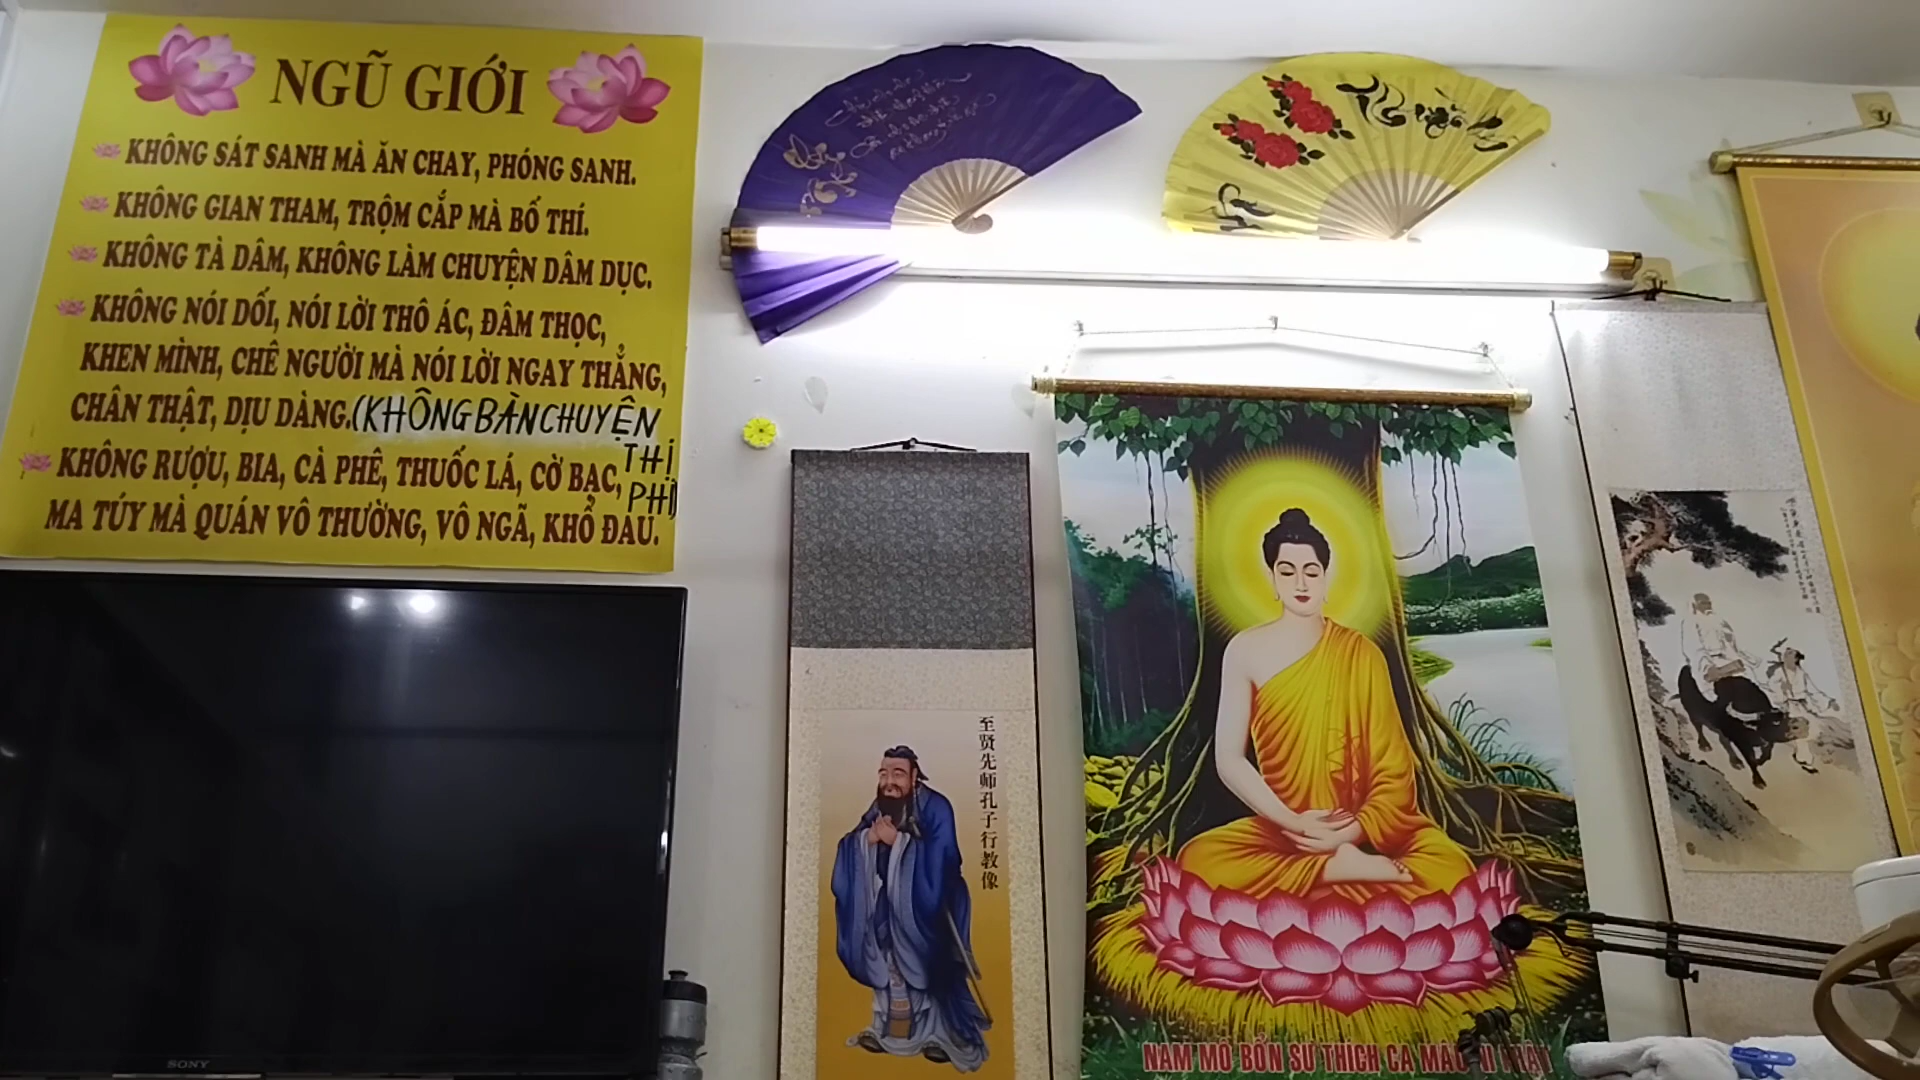 NGŨ GIỚI
KHÔNG SÁT SANH MÀ ĂN CHAY, PHÓNG SANH.
KHÔNG GIAN THAM, TRỘM CẮP MÀ BỐ THÍ.
KHÔNG TÀ DÂM, KHÔNG LÀM CHUYỆN DÂM DỤC.
KHÔNG NÓI DỐI, NÓI LỜI THÔ ÁC, ĐÂM THỌC,
KHEN MÌNH, CHÊ NGƯỜI MÀ NÓI LỜI NGAY THẲNG,
CHÂN THẬT, DỊU DÀNG. (KHÔNG BÀN CHUYỆN
THỊ
PHI)
KHÔNG RƯỢU, BIA, CÀ PHÊ, THUỐC LÁ, CỜ BẠC,
MA TÚY MÀ QUÁN VÔ THƯỜNG, VÔ NGÃ, KHỔ ĐAU.
SONY
至贤先师孔子行教像
NAM MÔ BỔN SƯ THÍCH CA